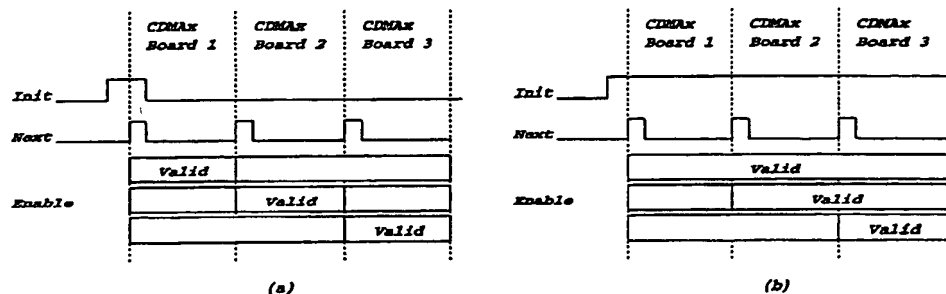 CDMAx Board 1
CDMAx Board 2
CDMAx Board 3
Init
Next
Valid
Enable
Valid
Valid
(a)
CDMAx Board 1
CDMAx Board 2
CDMAx Board 3
Init
Next
Valid
Enable
Valid
Valid
(b)